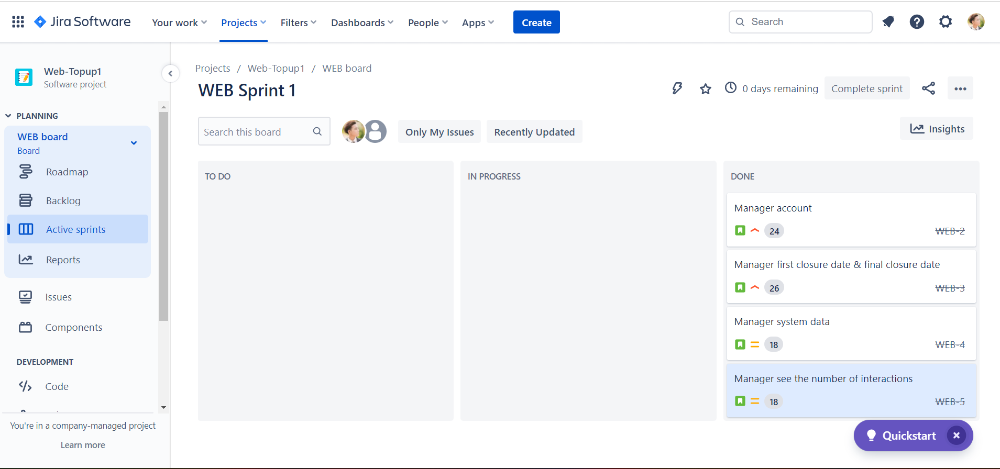 Jira Software
Your work
Projects
Filters
Dashboards
People
Apps
Create
Search
Web-Topup1
Software project
PLANNING
WEB board
Board
Roadmap
Backlog
Active sprints
Reports
Issues
Components
DEVELOPMENT
Code
You're in a company-managed project
Learn more
Projects / Web-Topup1 / WEB board
WEB Sprint 1
0 days remaining
Complete sprint
Search this board
Only My Issues
Recently Updated
Insights
TO DO
IN PROGRESS
DONE
Manager account
24
WEB-2
Manager first closure date & final closure date
26
WEB-3
Manager system data
18
WEB-4
Manager see the number of interactions
18
WEB-5
Quickstart